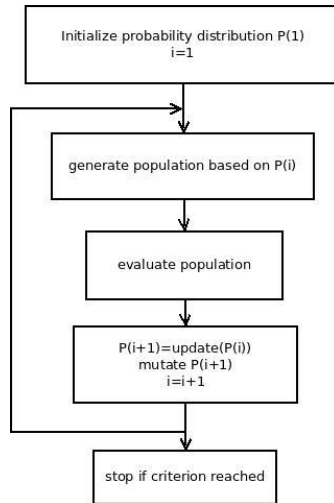 Initialize probability distribution P(1)
i=1
generate population based on P(i)
evaluate population
P(i+1)=update(P(i))
mutate P(i+1)
i=i+1
stop if criterion reached